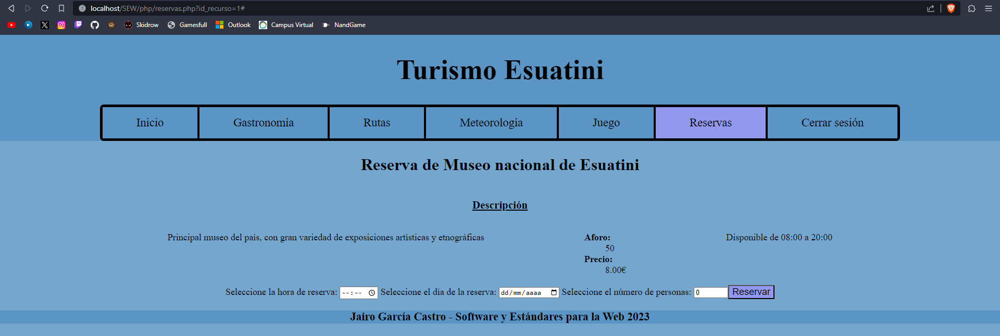 localhost/SEW/php/reservas.php?id_recurso=1#
Skidrow Gamesfull Outlook Campus Virtual NandGame
Turismo Esuatini
Inicio Gastronomía Rutas Meteorología Juego Reservas Cerrar sesión
Reserva de Museo nacional de Esuatini
Descripción
Principal museo del país, con gran variedad de exposiciones artísticas y etnográficas Aforo: Disponible de 08:00 a 20:00
50
Precio:
8.00€
Seleccione la hora de reserva: --:-- Seleccione el día de la reserva: dd/mm/aaaa Seleccione el número de personas: 0 Reservar
Jairo García Castro - Software y Estándares para la Web 2023